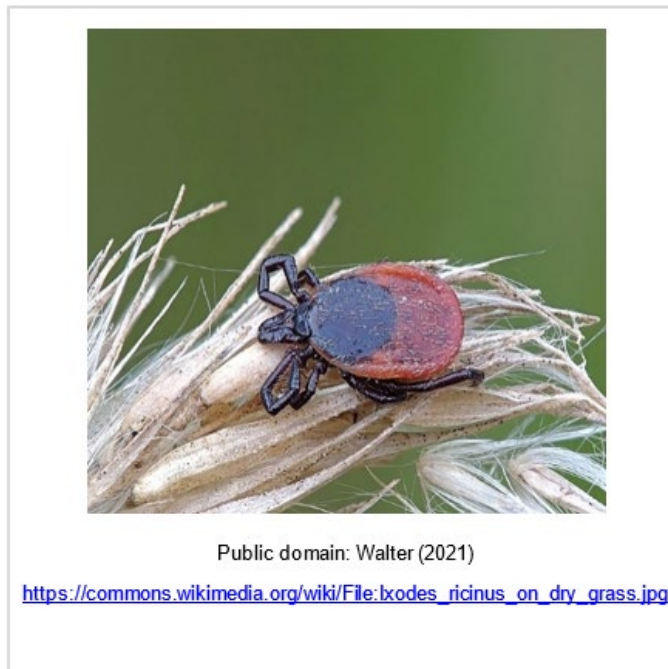 Public domain: Walter (2021)
https://commons.wikimedia.org/wiki/File:Ixodes_ricinus_on_dry_grass.jpg